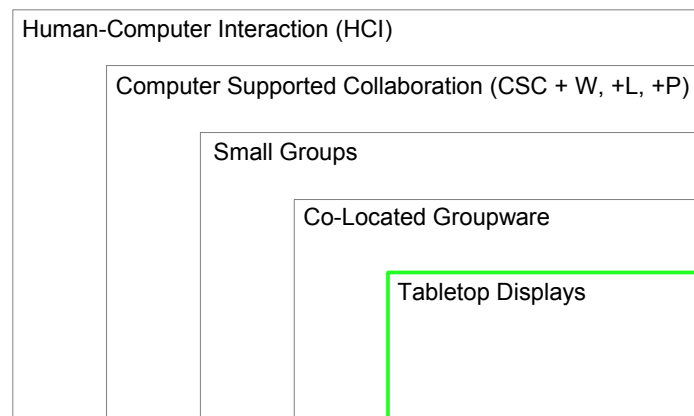 Human-Computer Interaction (HCI)
Computer Supported Collaboration (CSC + W, +L, +P)
Small Groups
Co-Located Groupware
Tabletop Displays